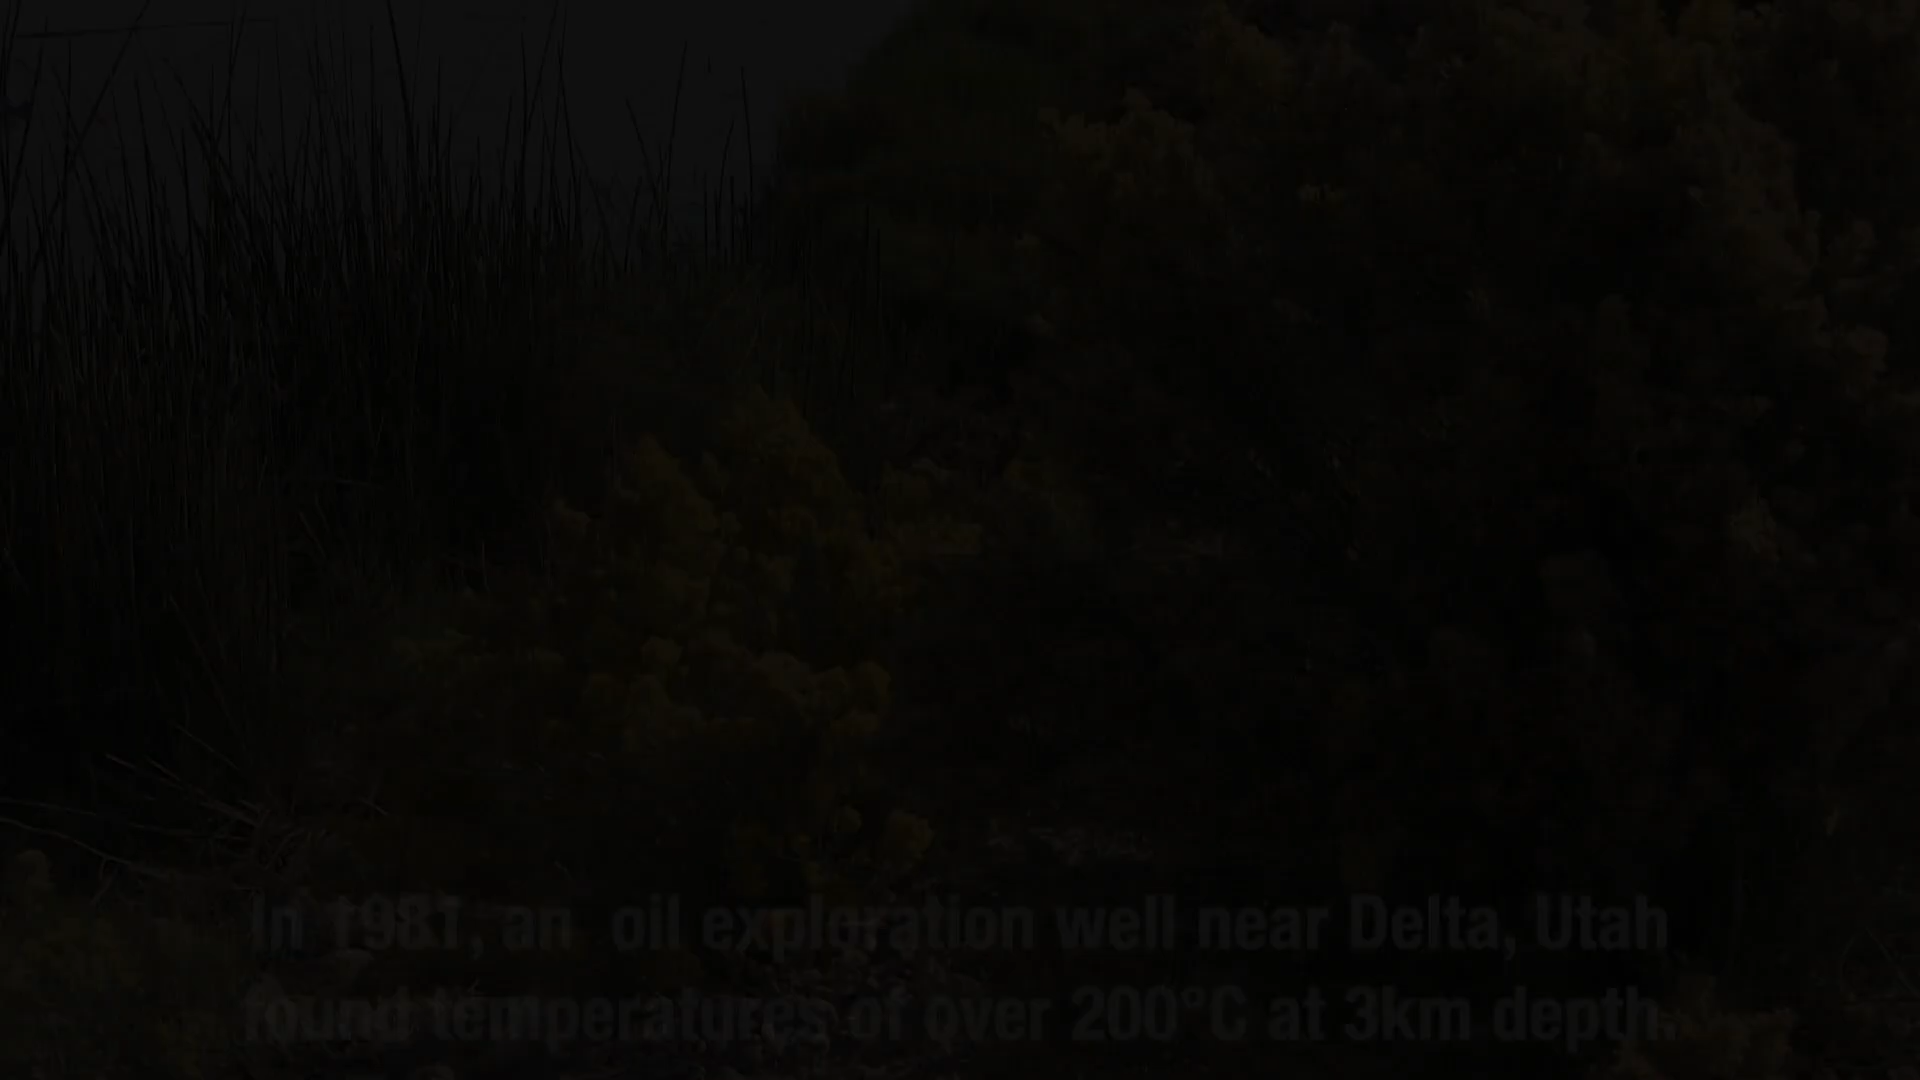 In 1981, an  oil exploration well near Delta, Utah
found temperatures of over 200°C at 3km depth.